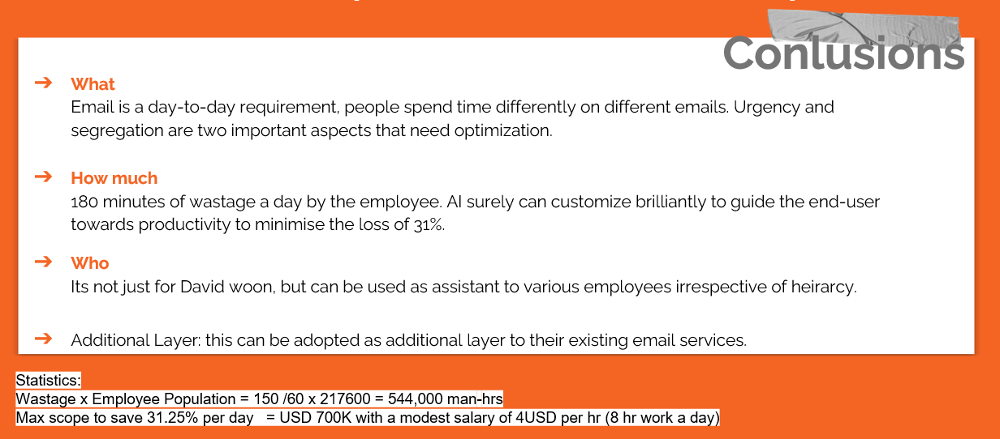 Conlusions
➔ What
Email is a day-to-day requirement, people spend time differently on different emails. Urgency and
segregation are two important aspects that need optimization.
➔ How much
180 minutes of wastage a day by the employee. AI surely can customize brilliantly to guide the end-user
towards productivity to minimise the loss of 31%.
➔ Who
Its not just for David woon, but can be used as assistant to various employees irrespective of heirarcy.
➔ Additional Layer: this can be adopted as additional layer to their existing email services.
Statistics:
Wastage x Employee Population = 150 /60 x 217600 = 544,000 man-hrs
Max scope to save 31.25% per day = USD 700K with a modest salary of 4USD per hr (8 hr work a day)